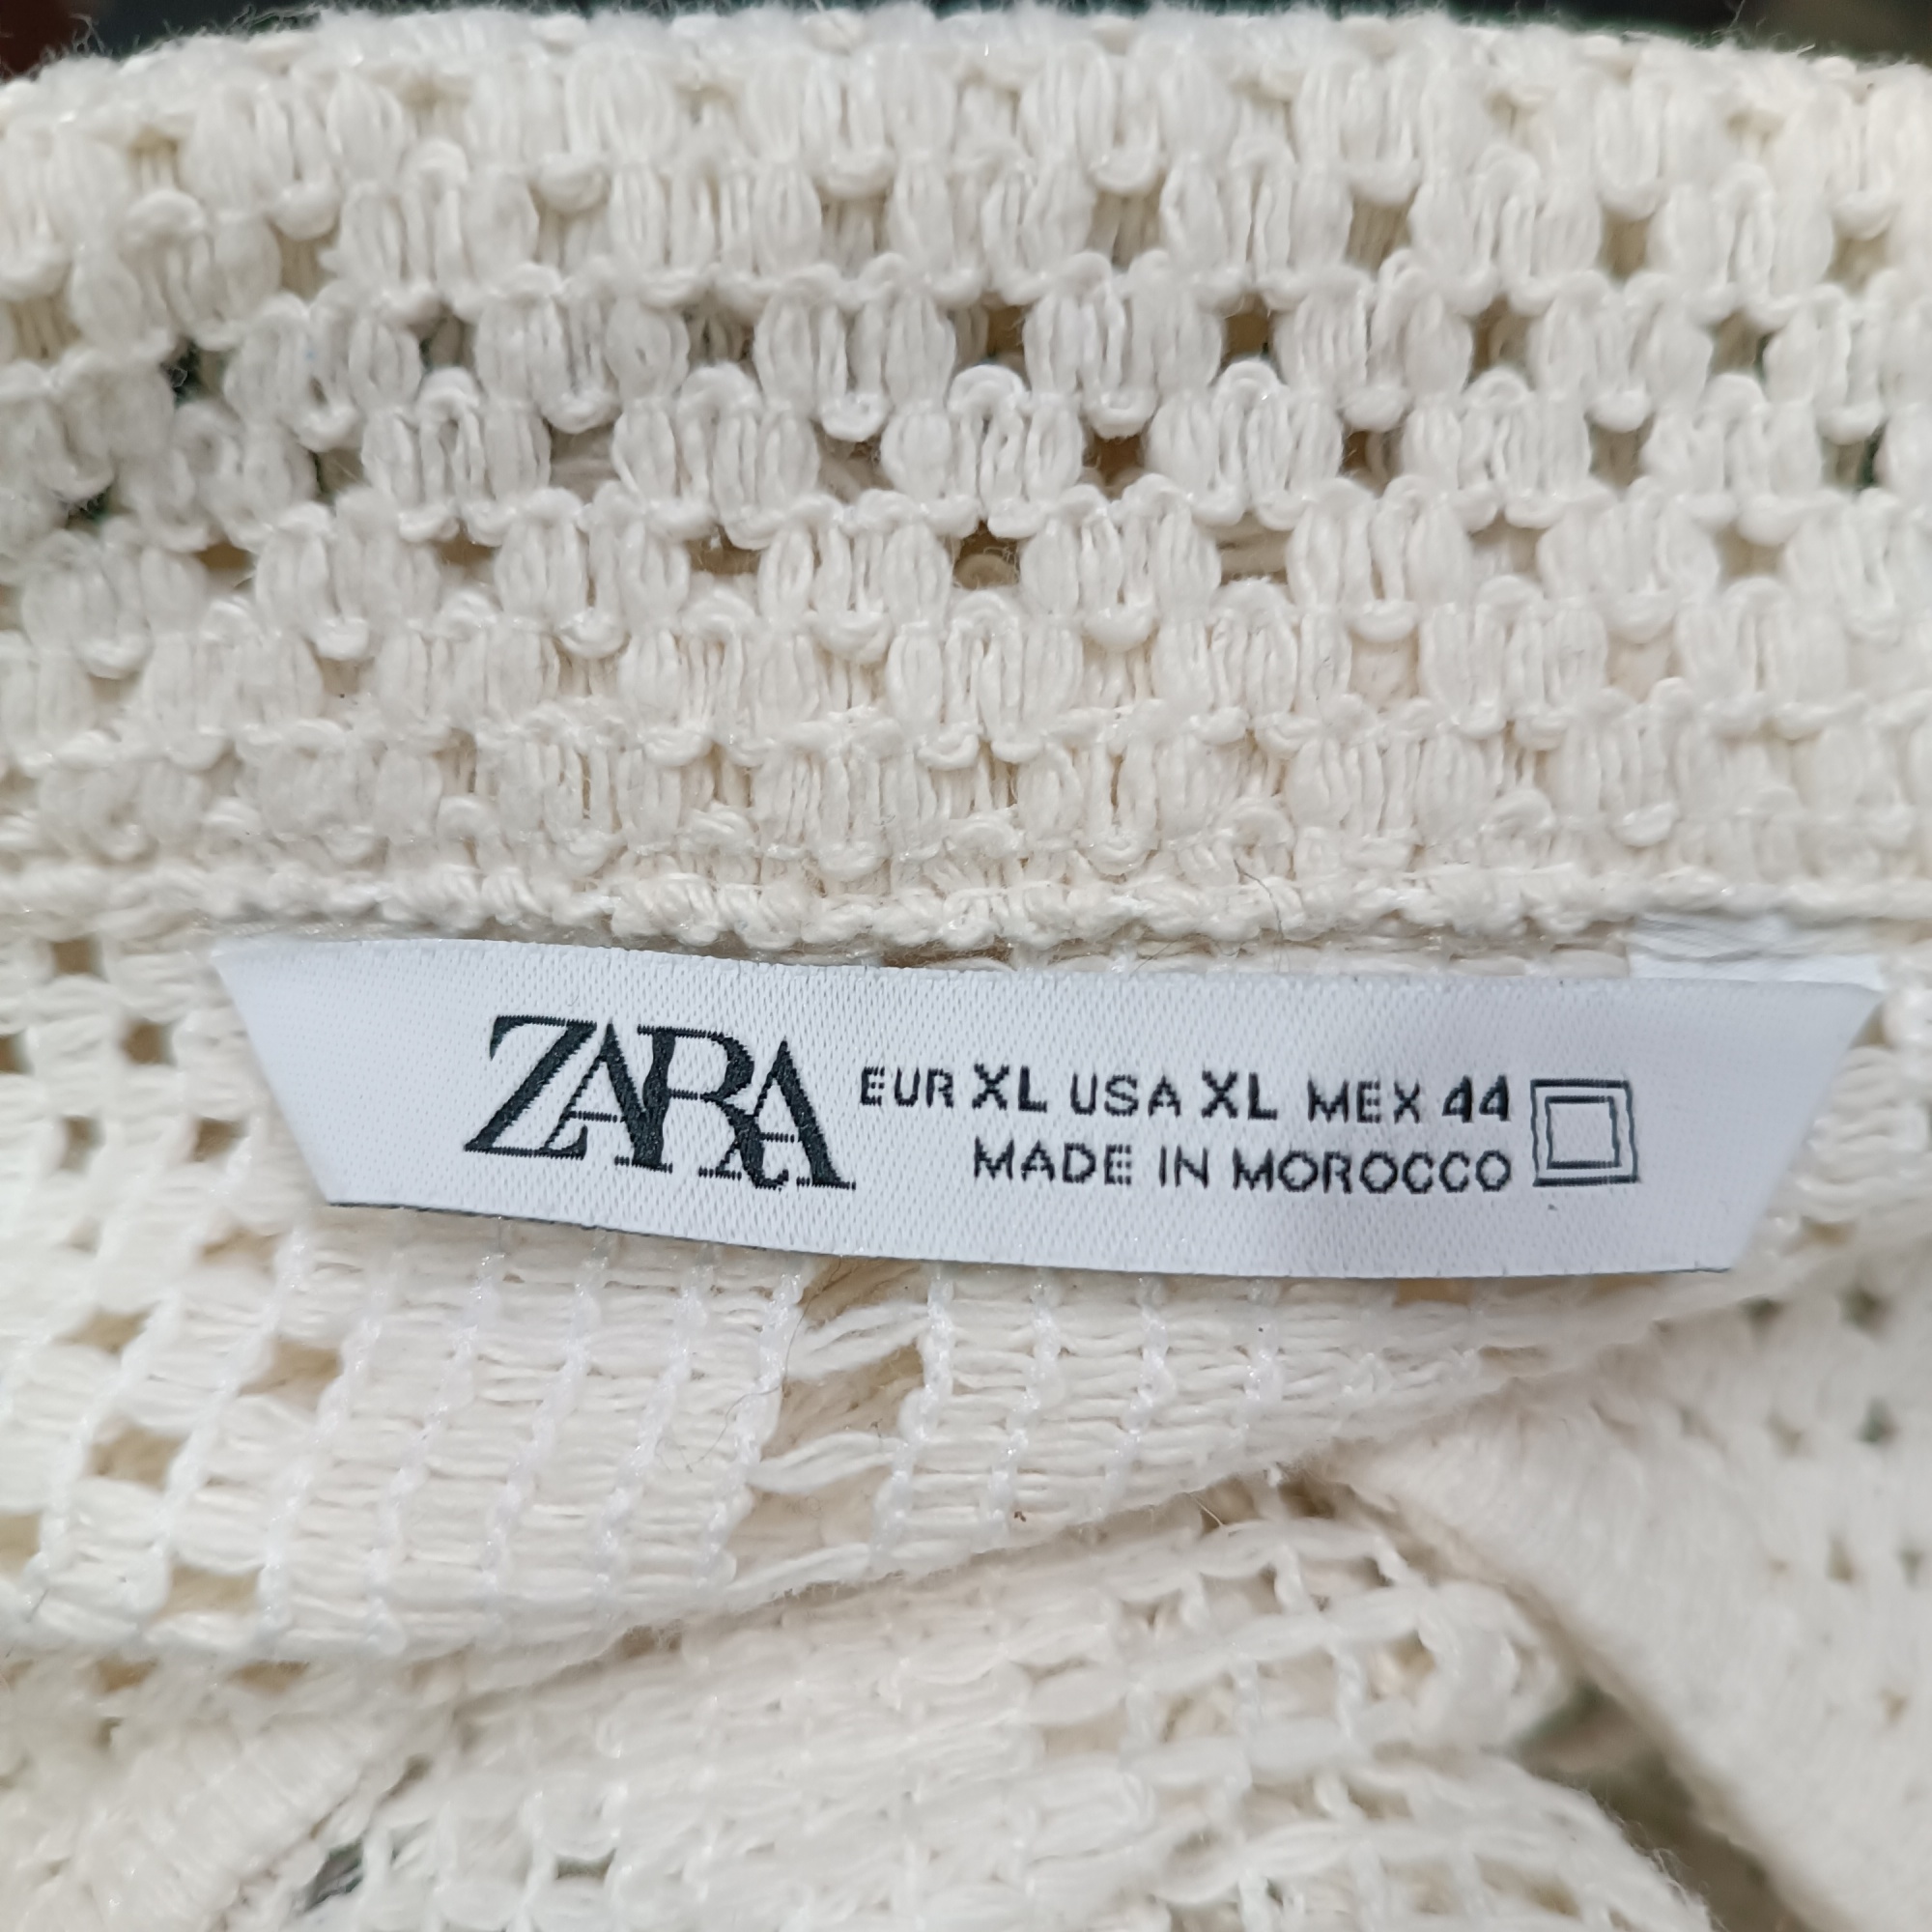 ZARA
EUR XL USA XL MEX 44
MADE IN MOROCCO